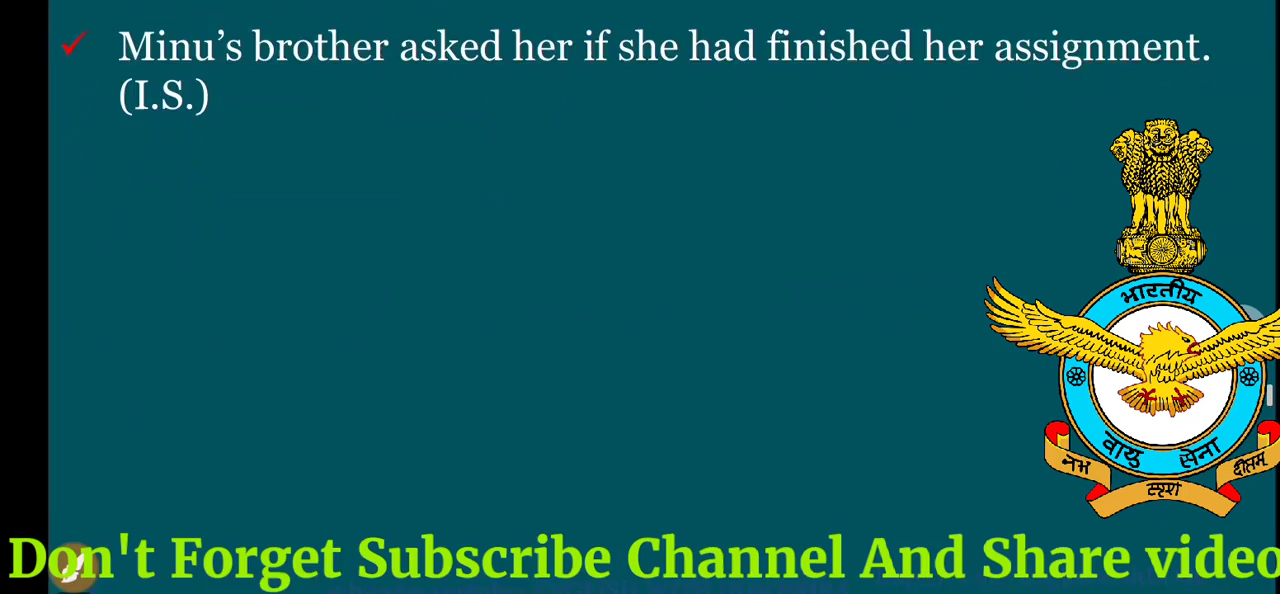 Minu’s brother asked her if she had finished her assignment.
(I.S.)
भारतीय
वायु सेना
नभ स्पृशं दीप्तम्
Don't Forget Subscribe Channel And Share video